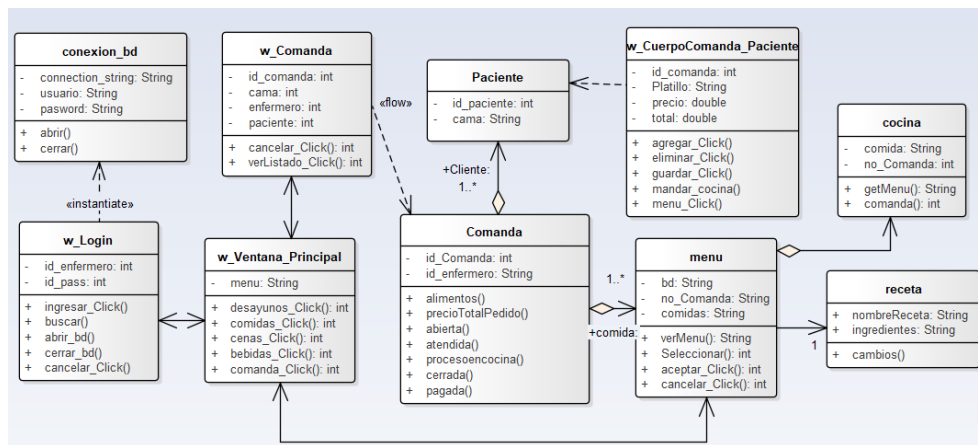 conexion_bd
- connection_string: String
- usuario: String
- pasword: String
+ abrir()
+ cerrar()
«instantiate»
w_Login
- id_enfermero: int
- id_pass: int
+ ingresar_Click()
+ buscar()
+ abrir_bd()
+ cerrar_bd()
+ cancelar_Click()
w_Comanda
- id_comanda: int
- cama: int
- enfermero: int
- paciente: int
+ cancelar_Click(): int
+ verListado_Click(): int
«flow»
w_Ventana_Principal
- menu: String
+ desayunos_Click(): int
+ comidas_Click(): int
+ cenas_Click(): int
+ bebidas_Click(): int
+ comanda_Click(): int
Paciente
- id_paciente: int
- cama: String
+Cliente:
1..*
Comanda
- id_Comanda: int
- id_enfermero: String
+ alimentos()
+ precioTotalPedido()
+ abierta()
+ atendida()
+ procesoencocina()
+ cerrada()
+ pagada()
1..*
+comida:
w_CuerpoComanda_Paciente
- id_comanda: int
- Platillo: String
- precio: double
- total: double
+ agregar_Click()
+ eliminar_Click()
+ guardar_Click()
+ mandar_cocina()
+ menu_Click()
menu
- bd: String
- no_Comanda: String
- comidas: String
+ verMenu(): String
+ Seleccionar(): int
+ aceptar_Click(): int
+ cancelar_Click(): int
cocina
- comida: String
- no_Comanda: int
+ getMenu(): String
+ comanda(): int
1
receta
+ nombreReceta: String
+ ingredientes: String
+ cambios()